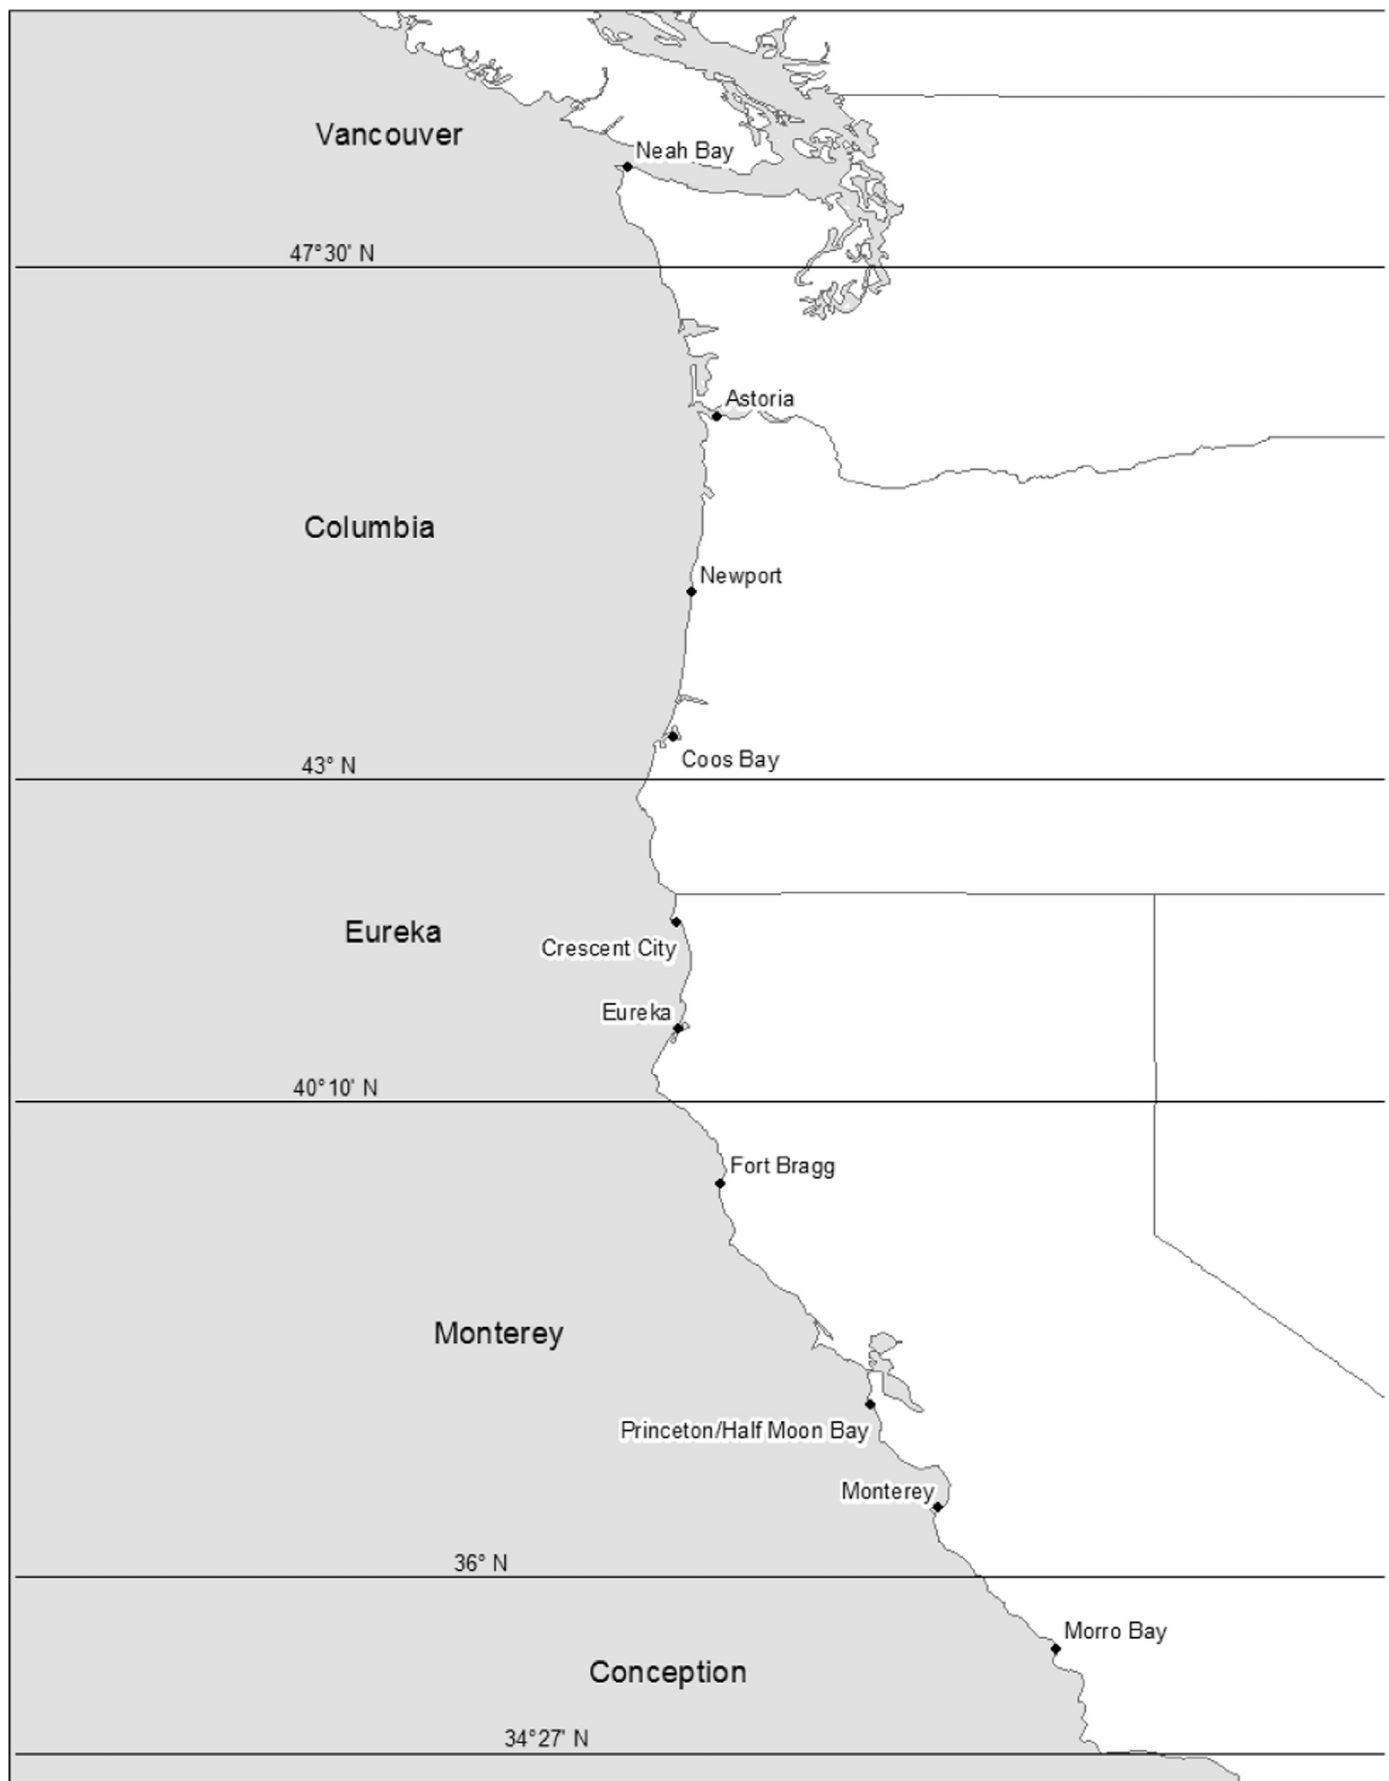 Vancouver
Neah Bay
47°30' N
Astoria
Columbia
Newport
Coos Bay
43° N
Eureka
Crescent City
Eureka
40°10' N
Fort Bragg
Monterey
Princeton/Half Moon Bay
Monterey
36° N
Morro Bay
Conception
34°27' N